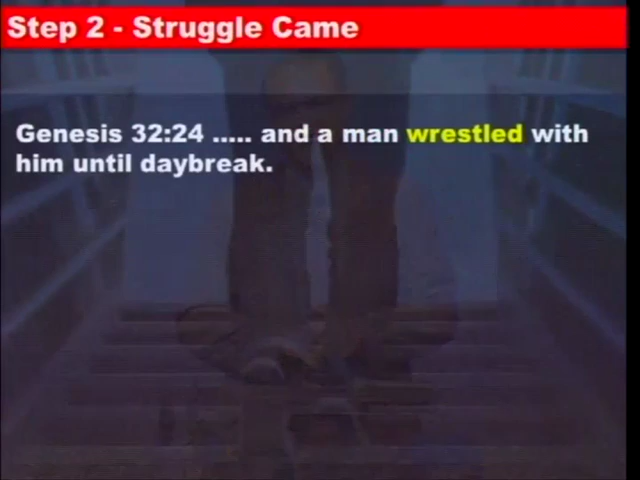 Step 2 - Struggle Came
Genesis 32:24 ..... and a man wrestled with
him until daybreak.